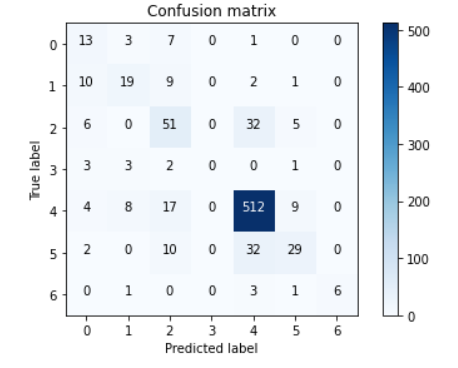 Confusion matrix
0 13 3 7 0 1 0 0
1 10 19 9 0 2 1 0
2 6 0 51 0 32 5 0
3 3 3 2 0 0 1 0
4 4 8 17 0 512 9 0
5 2 0 10 0 32 29 0
6 0 1 0 0 3 1 6
0 1 2 3 4 5 6
Predicted label
True label
500
400
300
200
100
0